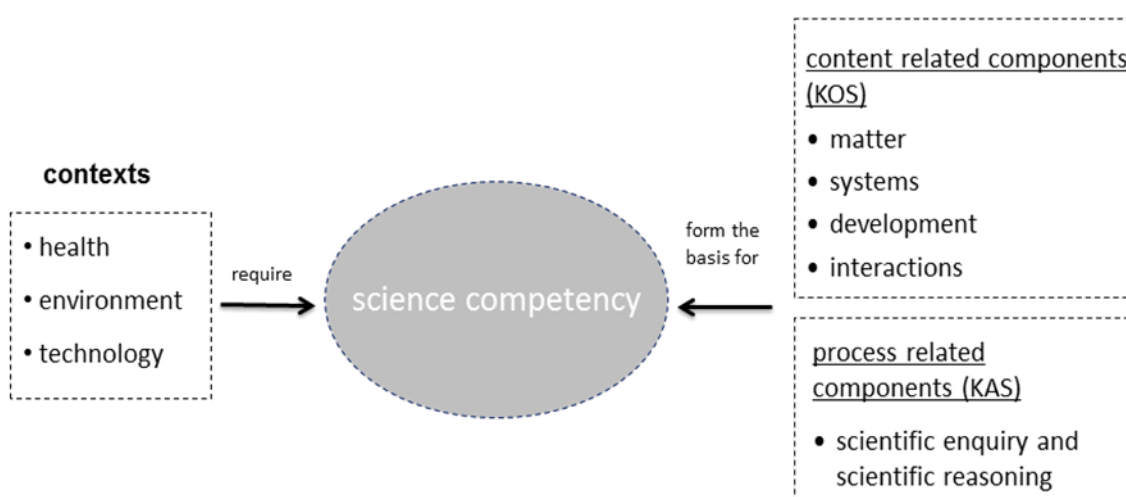 contexts
• health
• environment
• technology
require
science competency
form the
basis for
content related components
(KOS)
• matter
• systems
• development
• interactions
process related
components (KAS)
• scientific enquiry and
scientific reasoning